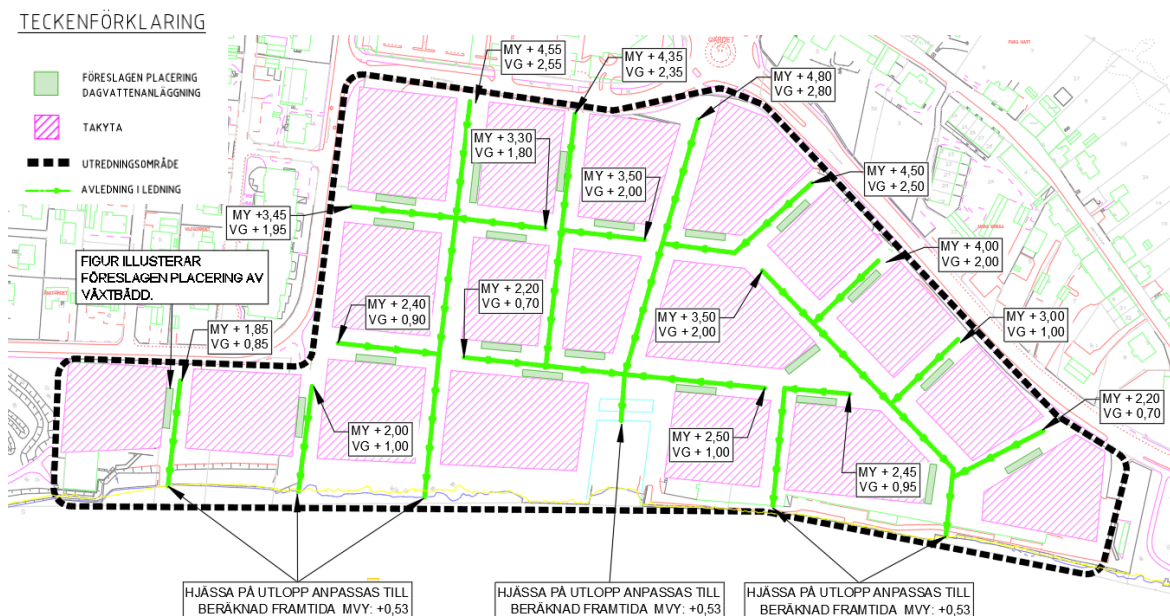 TECKENFÖRKLARING
FÖRESLAGEN PLACERING
DAGVATTENANLÄGGNING
TAKYTA
UTREDNINGSOMRÅDE
AVLEDNING I LEDNING
MY + 4,55
VG + 2,55
MY + 4,35
VG + 2,35
MY + 4,80
VG + 2,80
MY + 3,30
VG + 1,80
MY + 3,50
VG + 2,00
MY + 4,50
VG + 2,50
MY +3,45
VG + 1,95
MY + 4,00
VG + 2,00
FIGUR ILLUSTERAR
FÖRESLAGEN PLACERING AV
VÄXTBÄDD.
MY + 2,40
VG + 0,90
MY + 2,20
VG + 0,70
MY + 3,50
VG + 2,00
MY + 3,00
VG + 1,00
MY + 1,85
VG + 0,85
MY + 2,20
VG + 0,70
MY + 2,00
VG + 1,00
MY + 2,50
VG + 1,00
MY + 2,45
VG + 0,95
HJÄSSA PÅ UTLOPP ANPASSAS TILL
BERÄKNAD FRAMTIDA MVY: +0,53
HJÄSSA PÅ UTLOPP ANPASSAS TILL
BERÄKNAD FRAMTIDA MVY: +0,53
HJÄSSA PÅ UTLOPP ANPASSAS TILL
BERÄKNAD FRAMTIDA MVY: +0,53